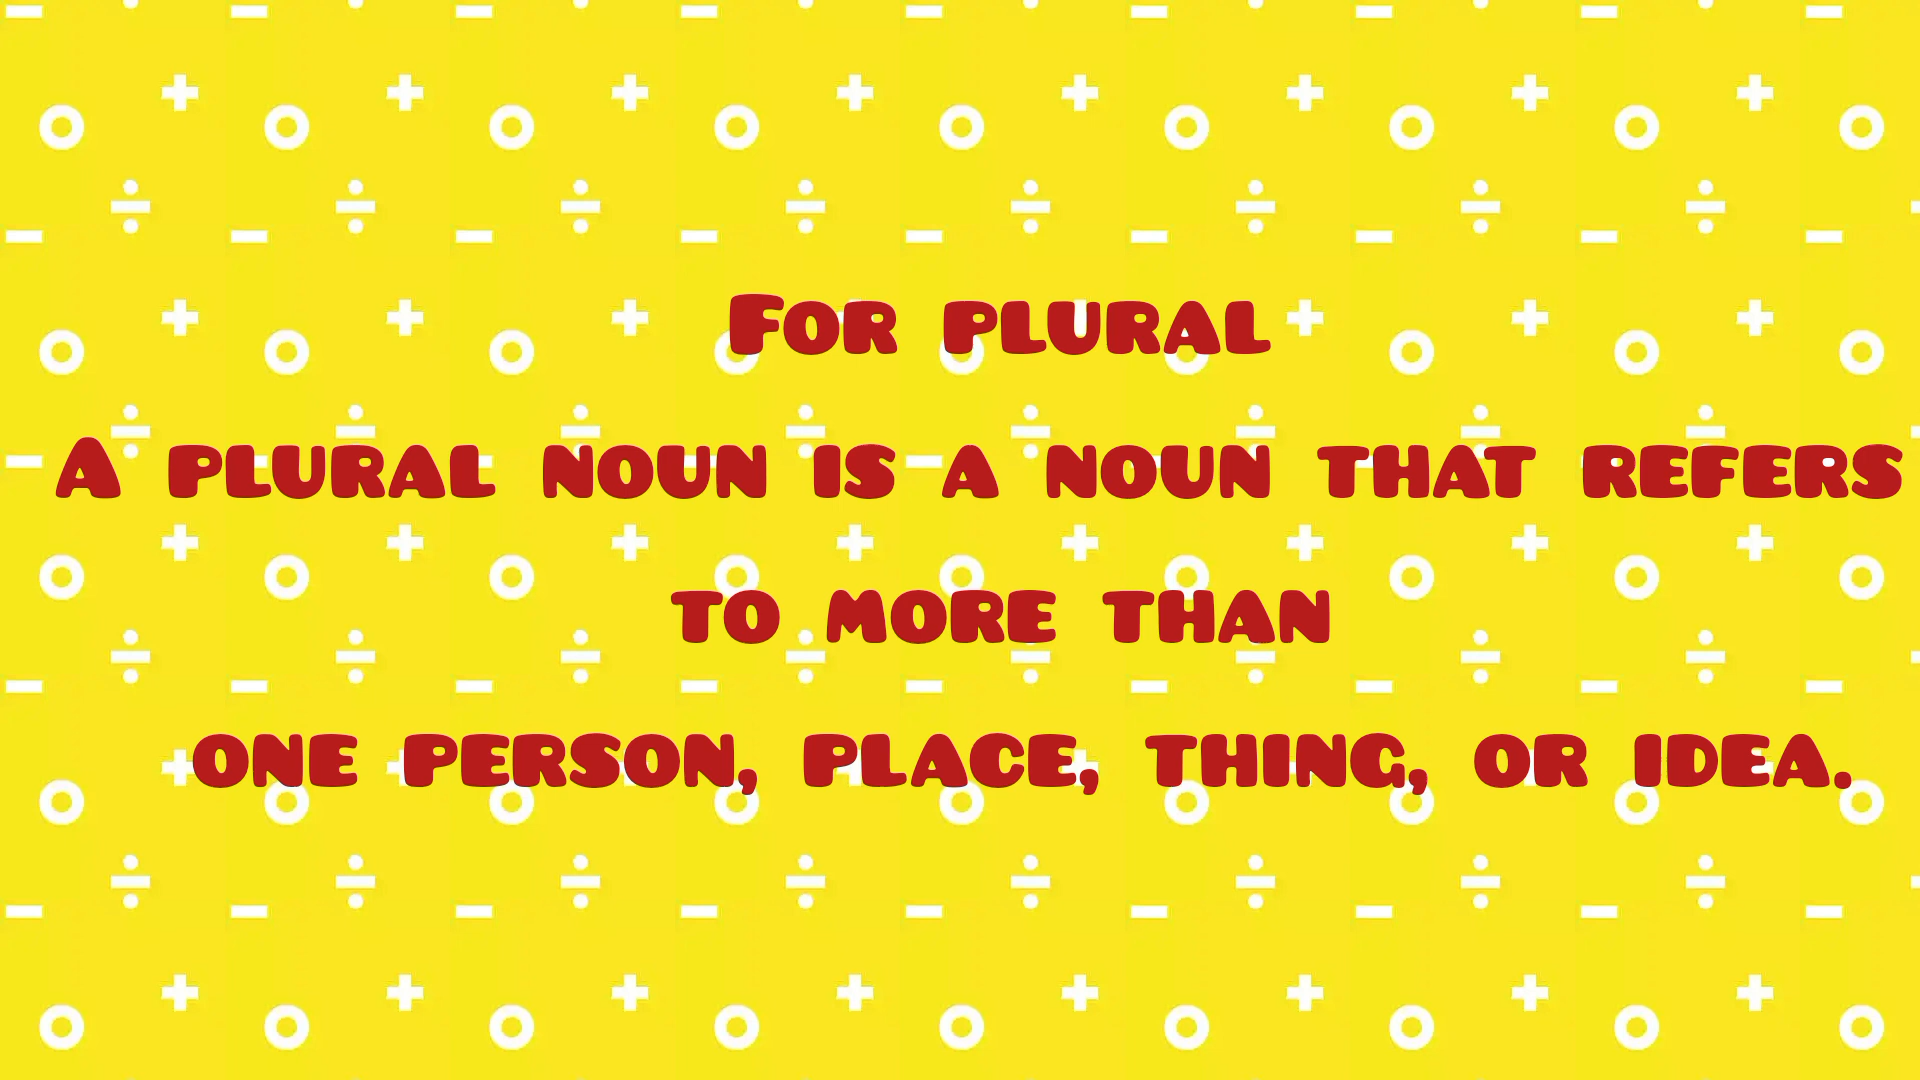 For plural
A plural noun is a noun that refers
to more than
one person, place, thing, or idea.